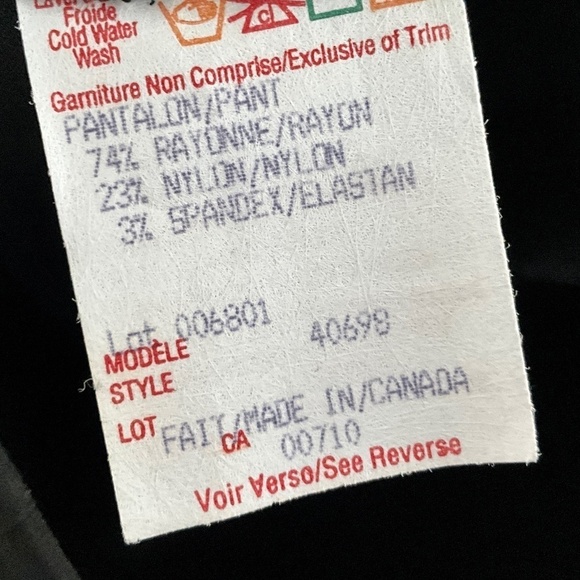 Froide
Cold Water
Wash
Garniture Non Comprise/Exclusive of Trim
PANTALON/PANT
74% RAYONNE/RAYON
23% NYLON/NYLON
3% SPANDEX/ELASTAN
Lot 006801 40698
MODÈLE
STYLE
LOT FAIT/MADE IN/CANADA
CA 00710
Voir Verso/See Reverse